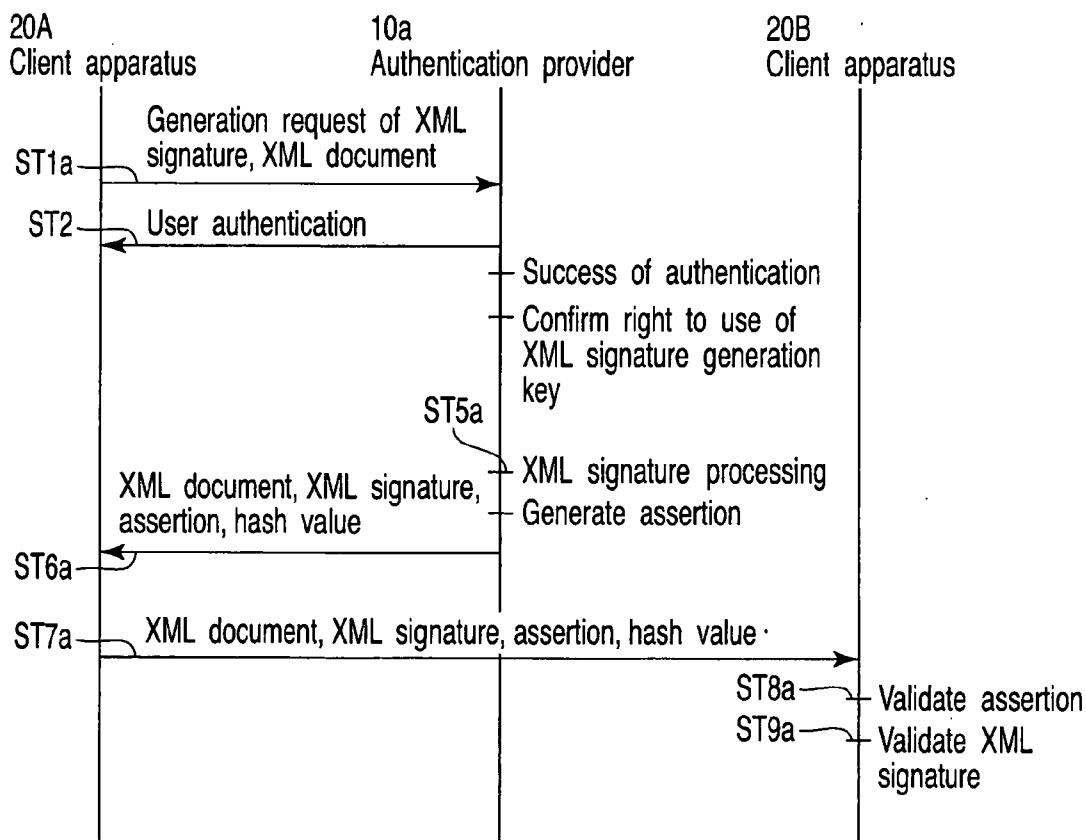 20A
Client apparatus
10a
Authentication provider
20B
Client apparatus
Generation request of XML
signature, XML document
ST1a
ST2
User authentication
Success of authentication
Confirm right to use of
XML signature generation
key
ST5a
XML signature processing
XML document, XML signature,
assertion, hash value
Generate assertion
ST6a
ST7a
XML document, XML signature, assertion, hash value
ST8a
Validate assertion
ST9a
Validate XML
signature